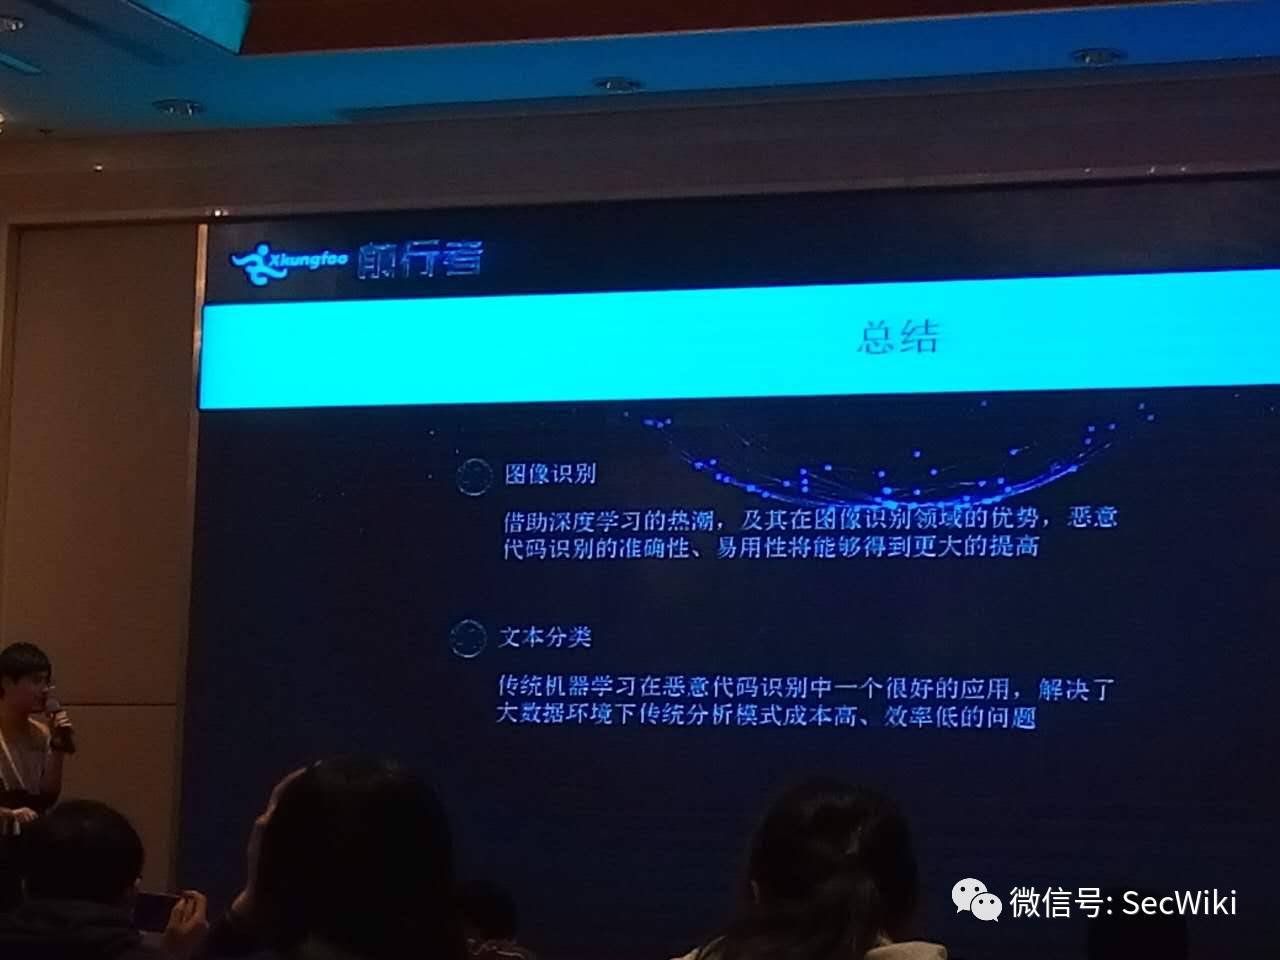 Xkungfoo 前行者
总结
图像识别
借助深度学习的热潮，及其在图像识别领域的优势，恶意
代码识别的准确性、易用性将能够得到更大的提高
文本分类
传统机器学习在恶意代码识别中一个很好的应用，解决了
大数据环境下传统分析模式成本高、效率低的问题
微信号: SecWiki